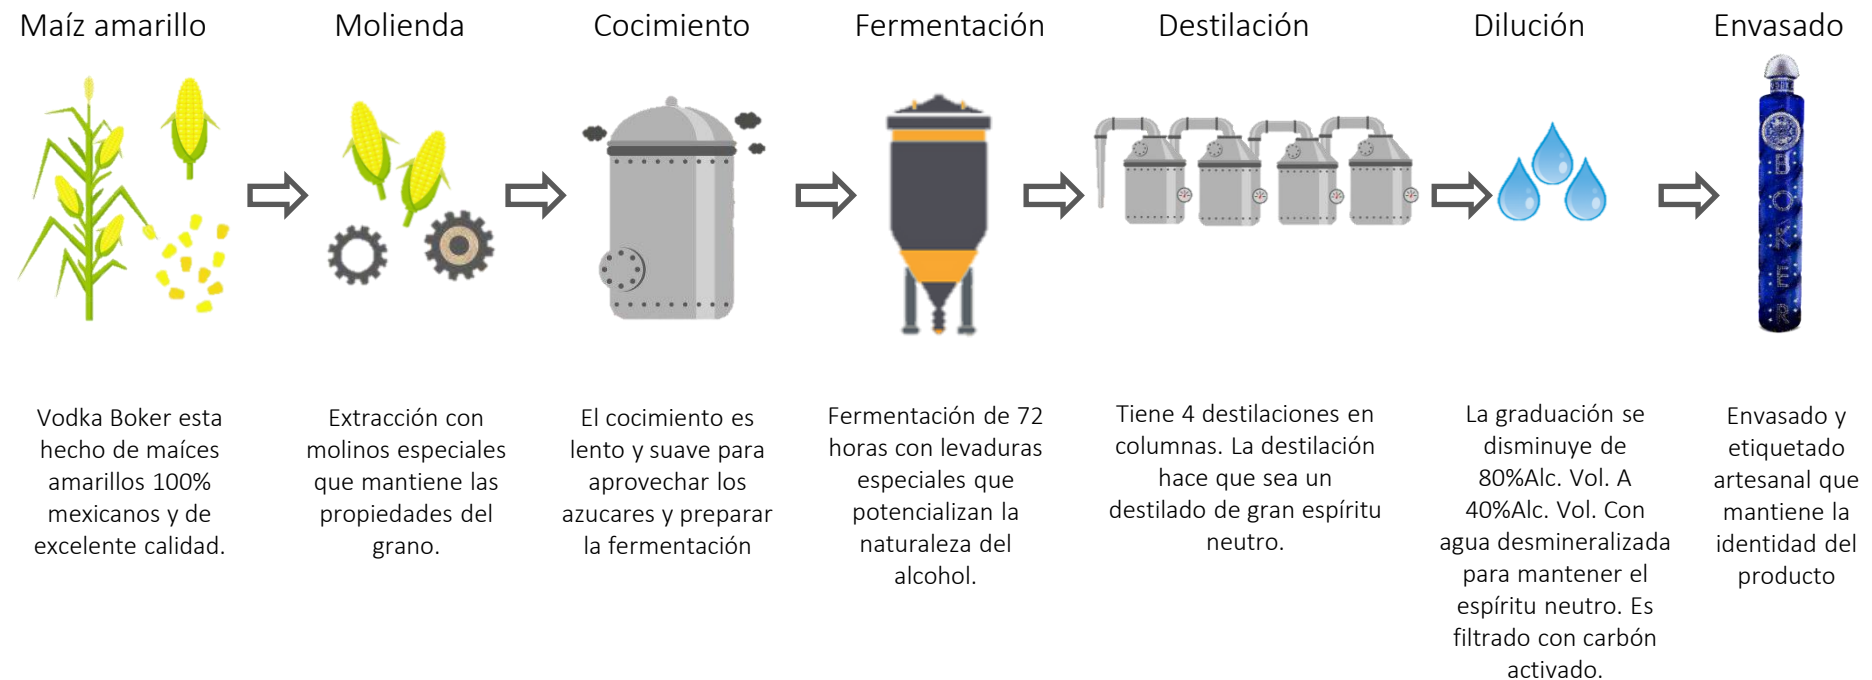 Maíz amarillo
Molienda
Cocimiento
Fermentación
Destilación
Dilución
Envasado
BOKER
Vodka Boker esta
hecho de maíces
amarillos 100%
mexicanos y de
excelente calidad.
Extracción con
molinos especiales
que mantiene las
propiedades del
grano.
El cocimiento es
lento y suave para
aprovechar los
azucares y preparar
la fermentación
Fermentación de 72
horas con levaduras
especiales que
potencializan la
naturaleza del
alcohol.
Tiene 4 destilaciones en
columnas. La destilación
hace que sea un
destilado de gran espíritu
neutro.
La graduación se
disminuye de
80%Alc. Vol. A
40%Alc. Vol. Con
agua desmineralizada
para mantener el
espíritu neutro. Es
filtrado con carbón
activado.
Envasado y
etiquetado
artesanal que
mantiene la
identidad del
producto